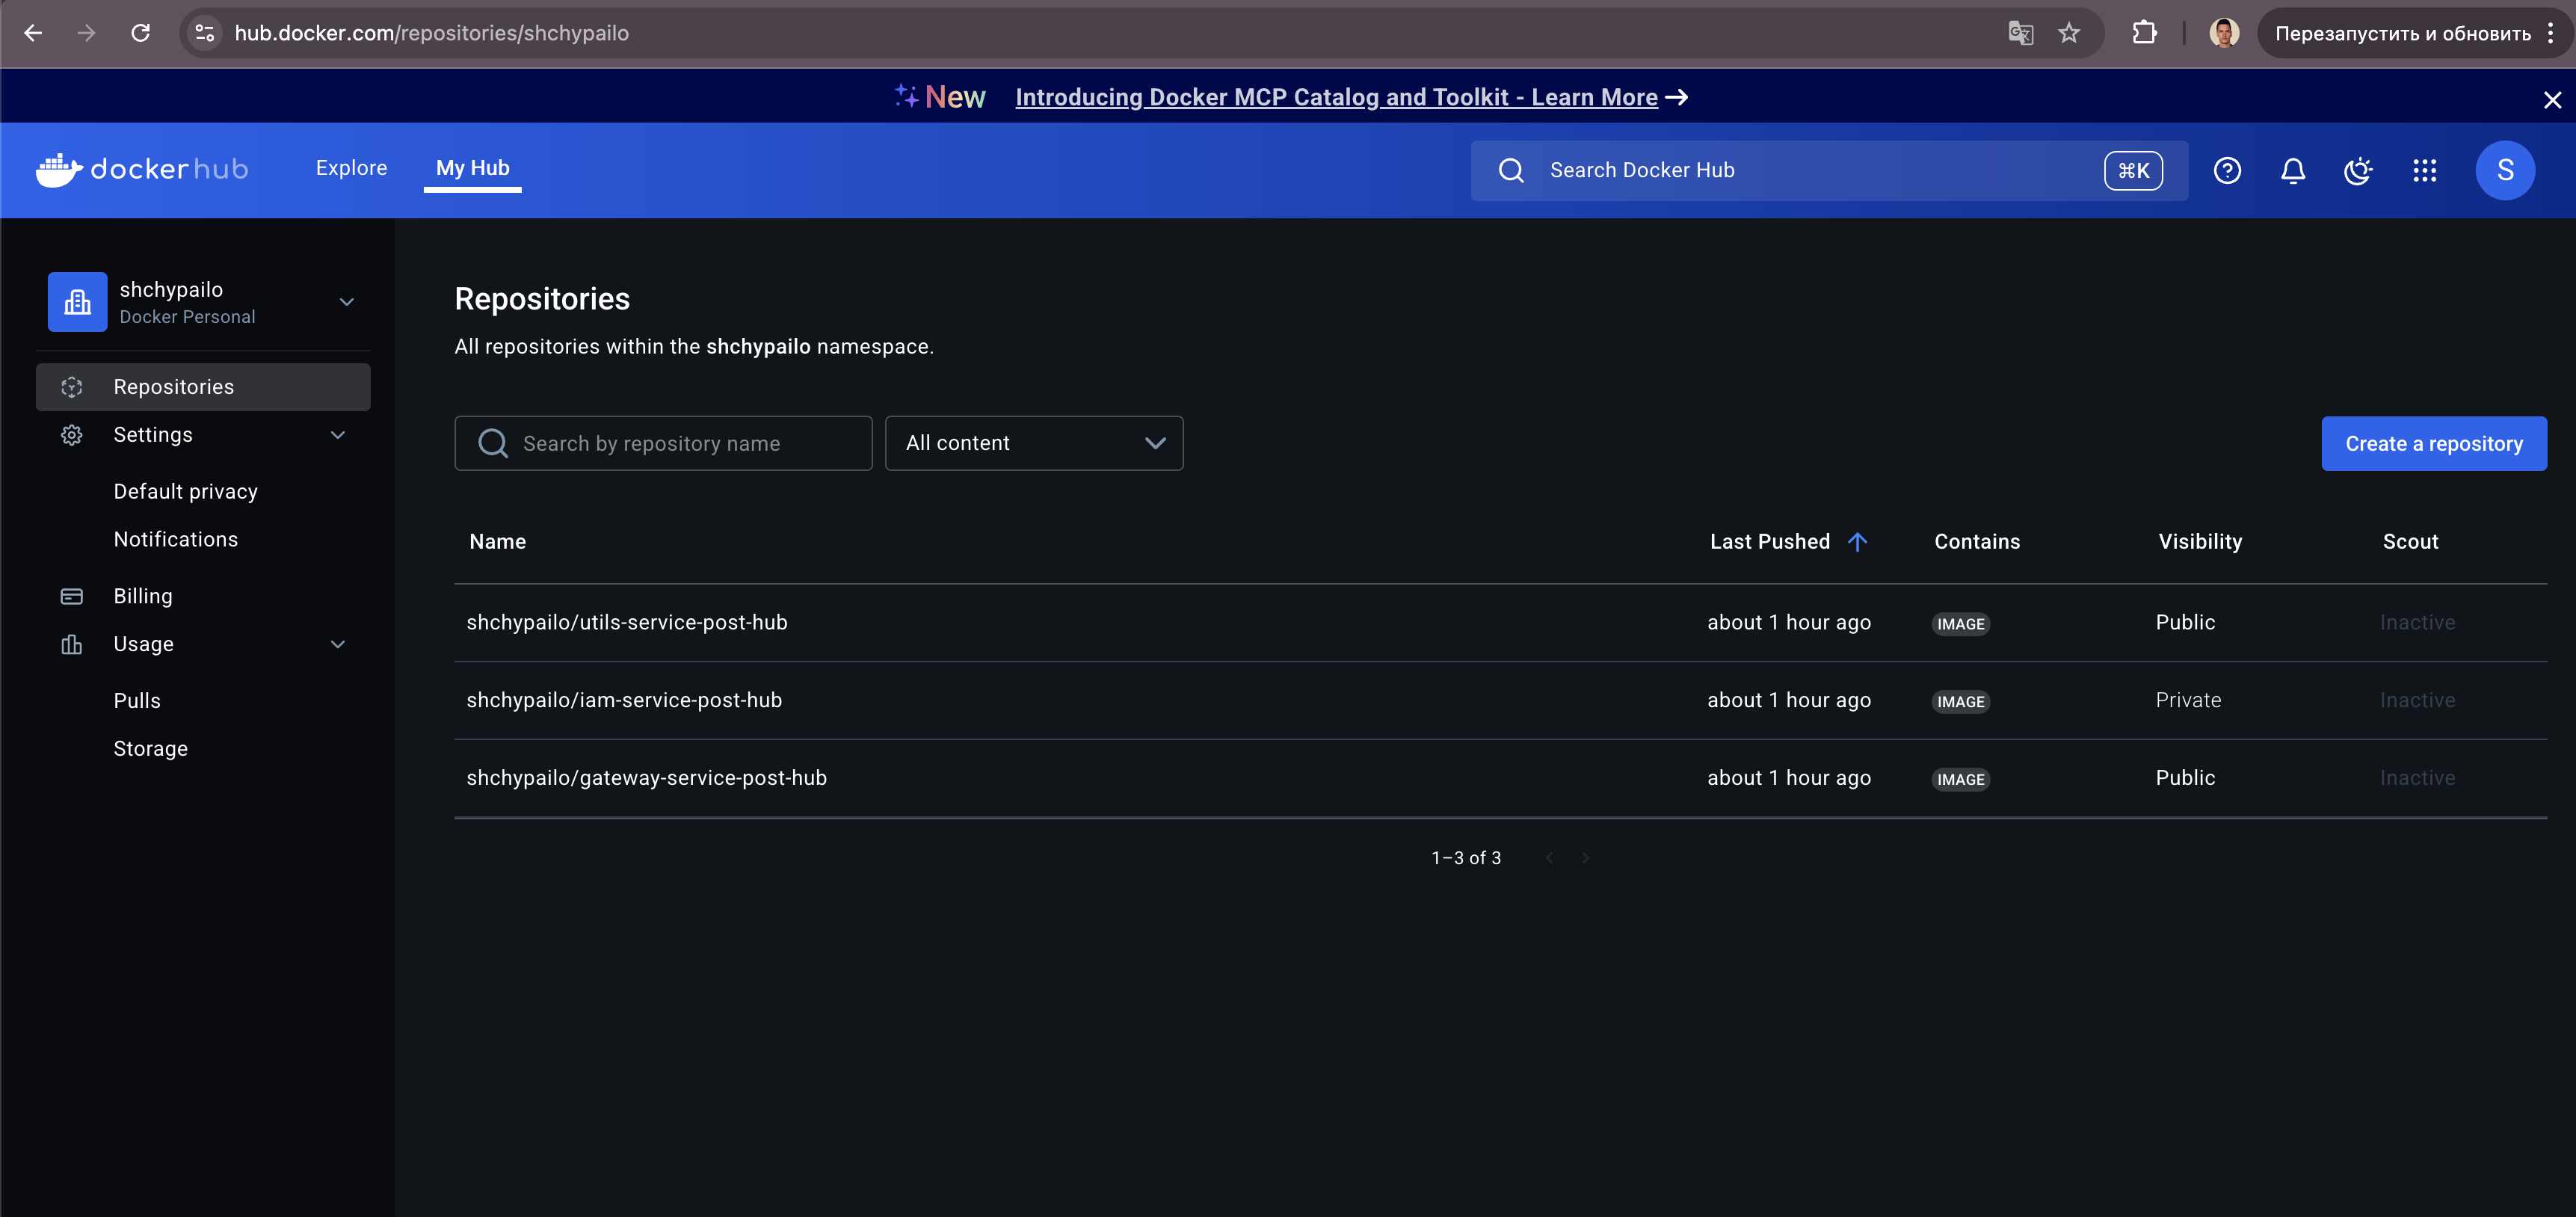 hub.docker.com/repositories/shchypailo
Перезапустить и обновить
New Introducing Docker MCP Catalog and Toolkit - Learn More →
dockerhub
Explore
My Hub
Search Docker Hub
⌘K
S
shchypailo
Docker Personal
Repositories
Settings
Default privacy
Notifications
Billing
Usage
Pulls
Storage
Repositories
All repositories within the shchypailo namespace.
Search by repository name
All content
Create a repository
Name Last Pushed Contains Visibility Scout
shchypailo/utils-service-post-hub about 1 hour ago IMAGE Public Inactive
shchypailo/iam-service-post-hub about 1 hour ago IMAGE Private Inactive
shchypailo/gateway-service-post-hub about 1 hour ago IMAGE Public Inactive
1–3 of 3